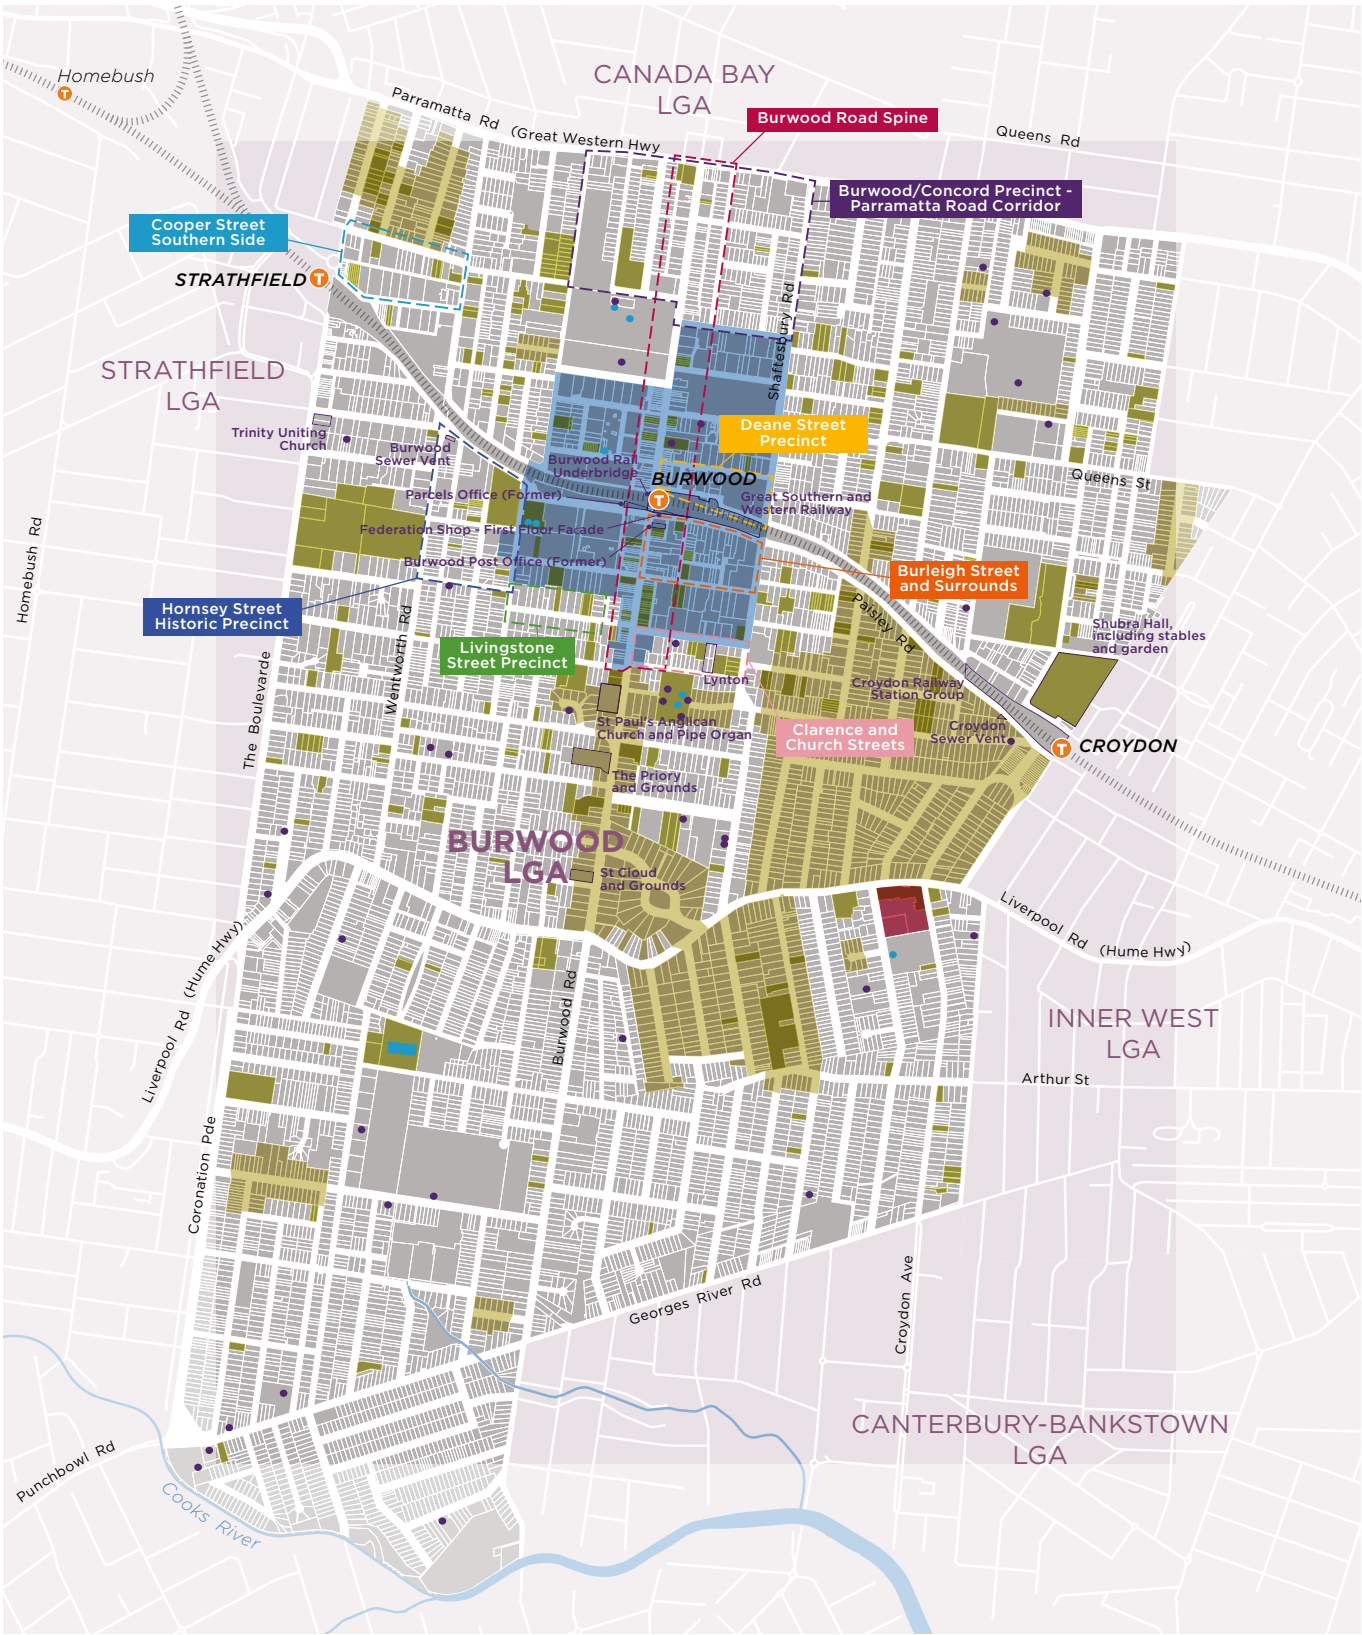 Homebush
T
CANADA BAY
LGA
Parramatta Rd (Great Western Hwy
Burwood Road Spine
Queens Rd
Burwood/Concord Precinct -
Parramatta Road Corridor
Cooper Street
Southern Side
STRATHFIELD
T
Shaftesbury Rd
STRATHFIELD
LGA
Trinity Uniting
Church
Burwood
Sewer Vent
Deane Street
Precinct
Burwood Rail
Underbridge
BURWOOD
T
Queens St
Parcels Office (Former)
Great Southern and
Western Railway
Federation Shop - First Floor Facade
Burwood Post Office (Former)
Homebush Rd
Burleigh Street
and Surrounds
Hornsey Street
Historic Precinct
Paisley Rd
Shubra Hall,
including stables
and garden
Livingstone
Street Precinct
Wentworth Rd
The Boulevarde
Lynton
Croydon Railway
Station Group
St Paul's Anglican
Church and Pipe Organ
Clarence and
Church Streets
Croydon
Sewer Vent
T
CROYDON
The Priory
and Grounds
BURWOOD
LGA
St Cloud
and Grounds
Liverpool Rd (Hume Hwy)
Liverpool Rd (Hume Hwy)
Burwood Rd
INNER WEST
LGA
Arthur St
Coronation Pde
Croydon Ave
Georges River Rd
CANTERBURY-BANKSTOWN
LGA
Punchbowl Rd
Cooks River